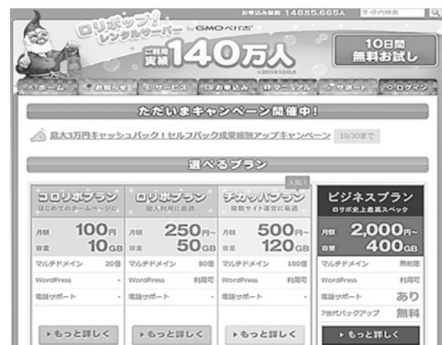 お申込み総数 148万5,665人
サイト内検索
ロリポップ!
レンタルサーバー by GMOペパボ
ご利用
実績 140万人
10日間
無料お試し
ホーム お知らせ サービス お申込み マニュアル サポート ログイン
ただいまキャンペーン開催中!
最大3万円キャッシュバック!セルフバック成果報酬アップキャンペーン 10/30まで
選べるプラン
人気!
コロリポプラン ロリポプラン チカッパプラン ビジネスプラン
はじめてのホームページに 個人利用に最適 複数サイト運営に最適 ロリポ史上最高スペック
月額 100円 月額 250円~ 月額 500円~ 月額 2,000円~
容量 10GB 容量 50GB 容量 120GB 容量 400GB
マルチドメイン 20個 マルチドメイン 50個 マルチドメイン 100個 マルチドメイン 無制限
WordPress - WordPress 利用可 WordPress 利用可 WordPress 利用可
電話サポート - 電話サポート - 電話サポート 電話サポート あり
7世代バックアップ 無料
もっと詳しく もっと詳しく もっと詳しく もっと詳しく